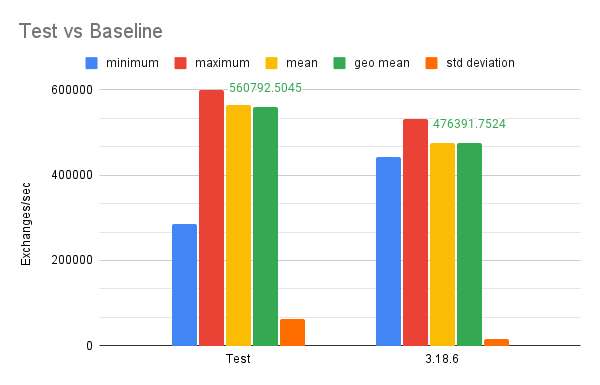 Test vs Baseline
minimum maximum mean geo mean std deviation
Exchanges/sec
600000
400000
200000
0
560792.5045
476391.7524
Test 3.18.6